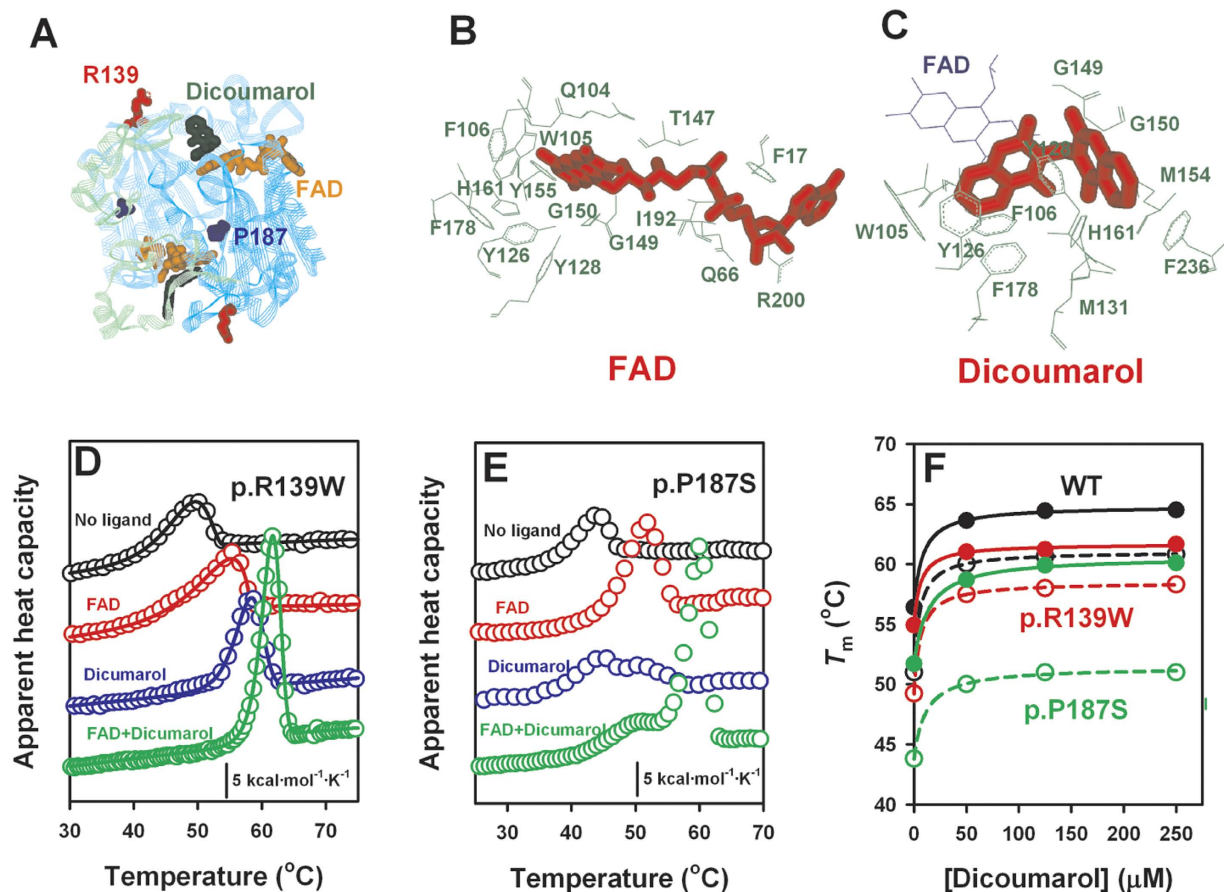 A
R139
Dicoumarol
FAD
P187
B
Q104
F106
W105
T147
F17
H161
Y155
F178
G150
I192
G149
Y126
Y128
Q66
R200
FAD
C
FAD
G149
G150
Y128
M154
W105
F106
H161
Y126
F236
F178
M131
Dicoumarol
D
p.R139W
Apparent heat capacity
No ligand
FAD
Dicumarol
FAD+Dicumarol
5 kcal·mol⁻¹·K⁻¹
30 40 50 60 70
Temperature (°C)
E
p.P187S
Apparent heat capacity
No ligand
FAD
Dicumarol
FAD+Dicumarol
5 kcal·mol⁻¹·K⁻¹
30 40 50 60 70
Temperature (°C)
F
WT
p.R139W
p.P187S
Tm (°C)
70
65
60
55
50
45
40
0 50 100 150 200 250
[Dicoumarol] (μM)